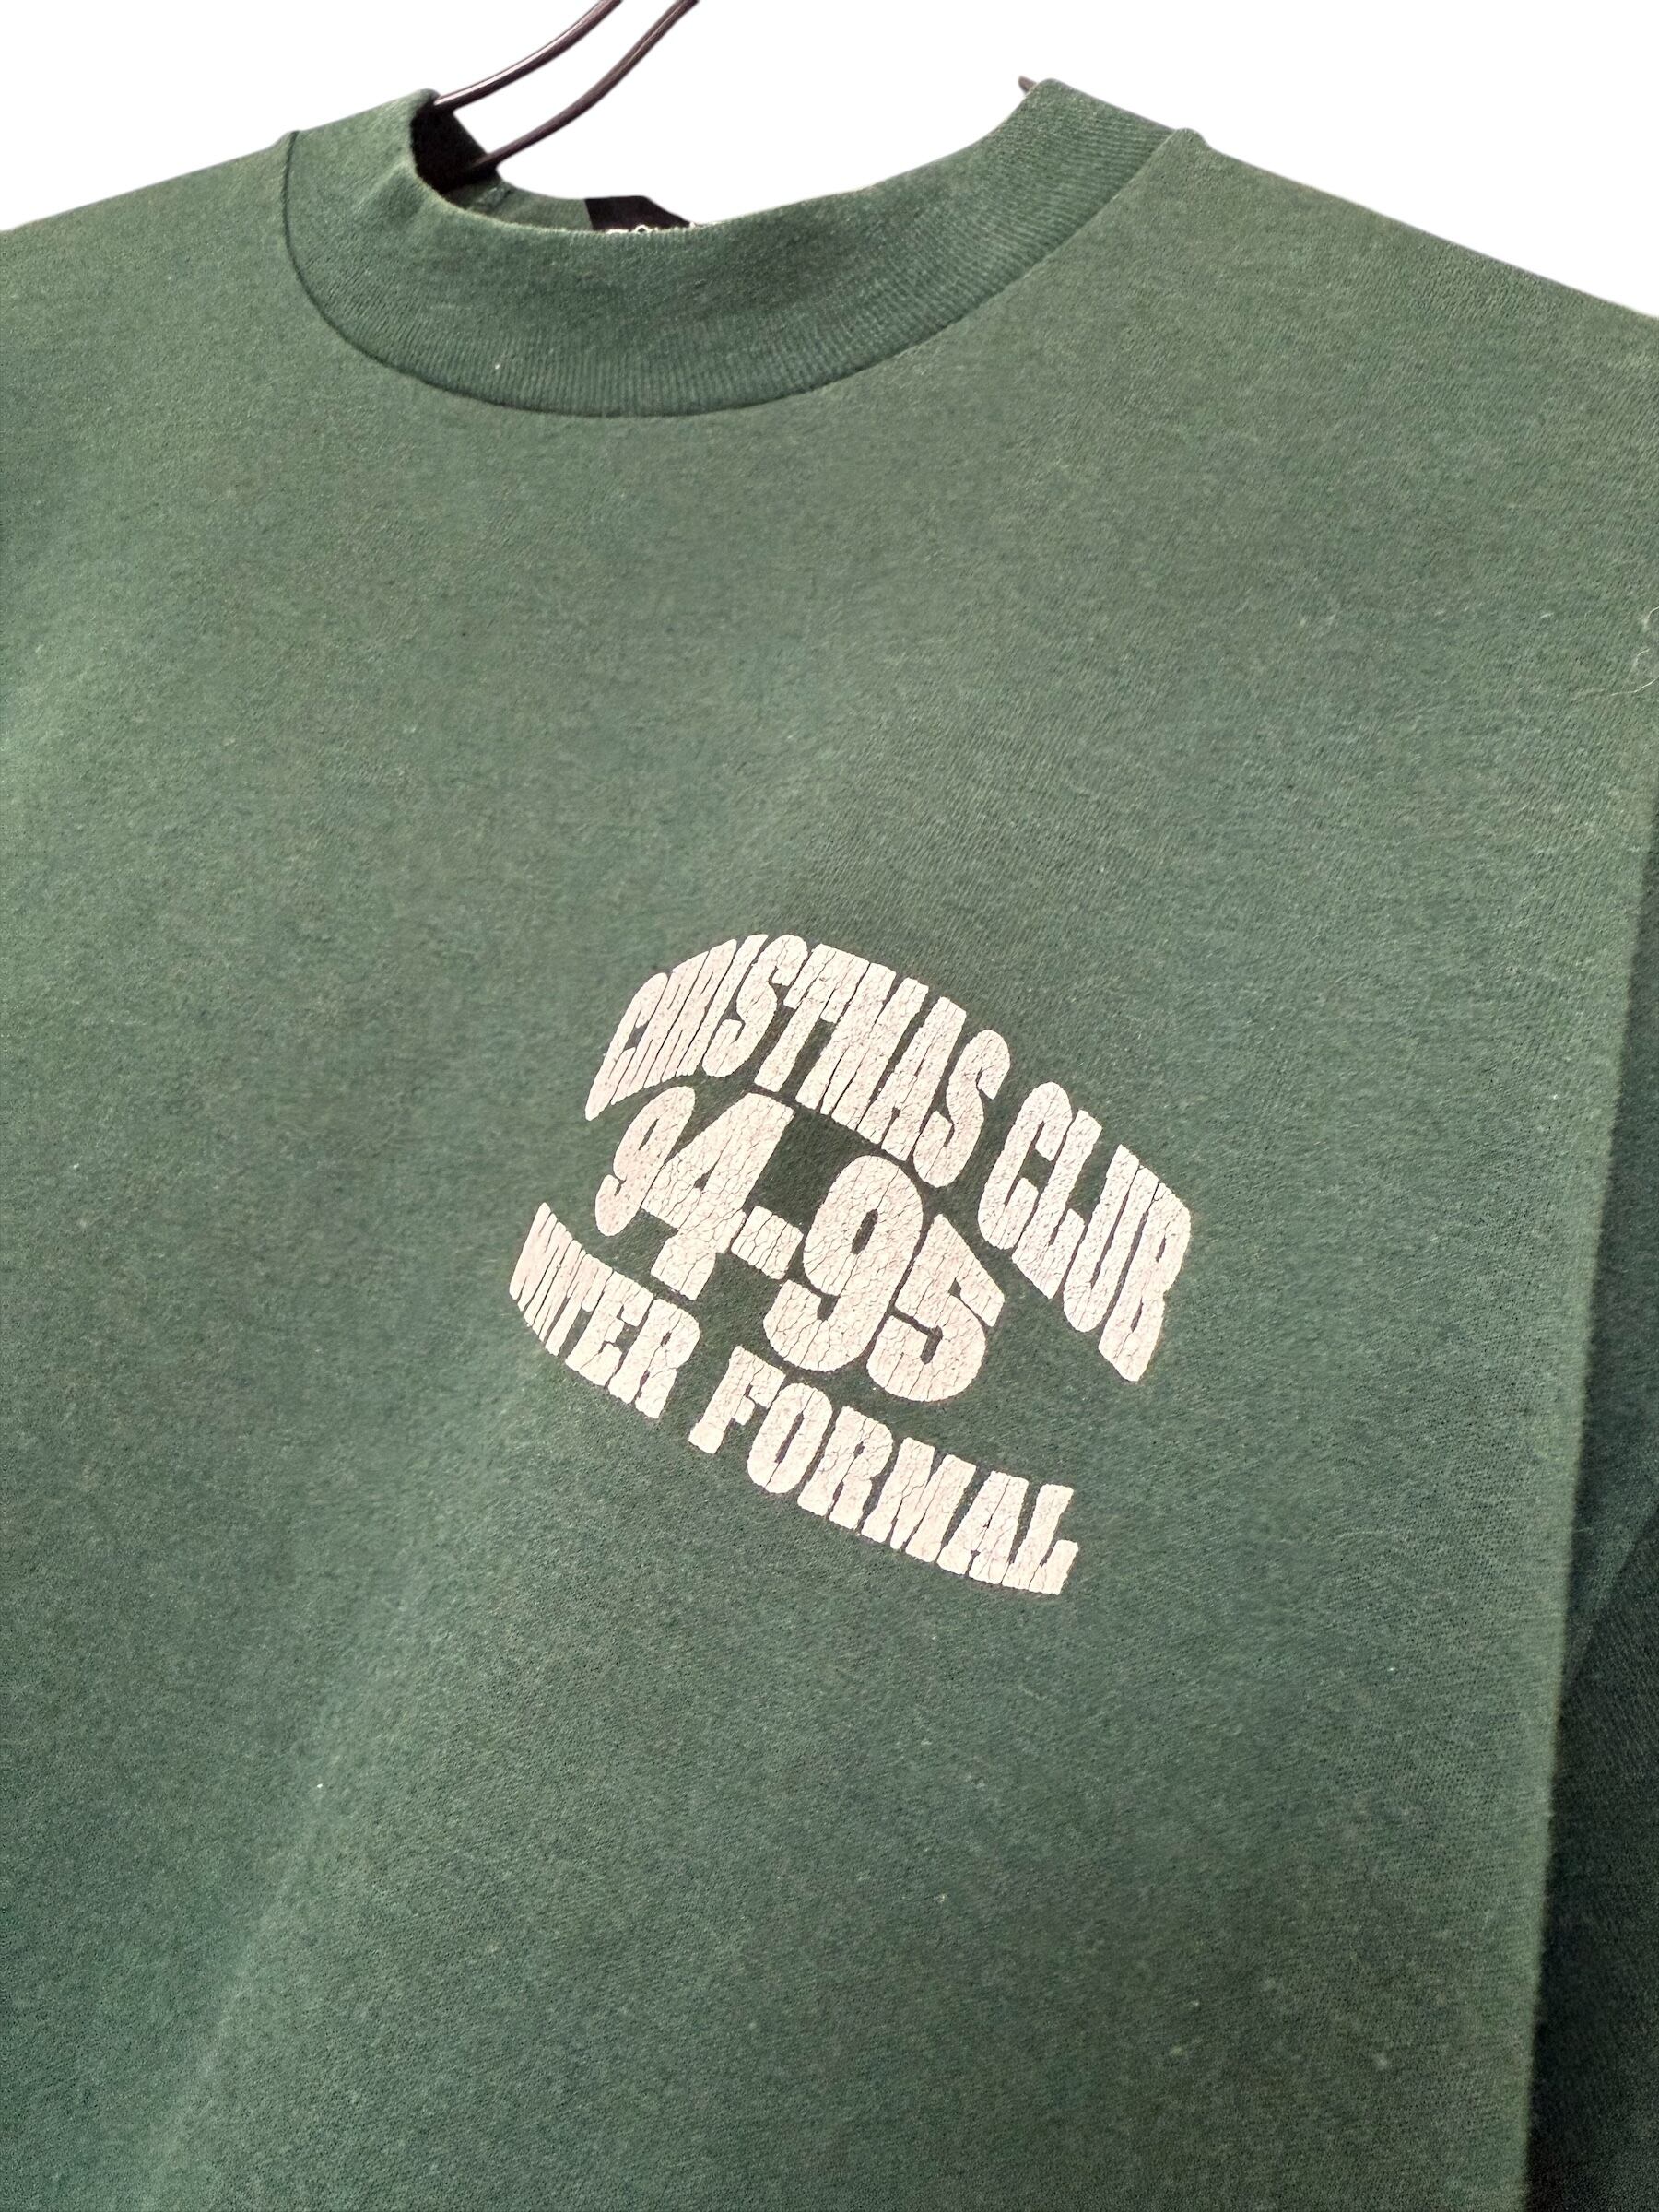 CHRISTMAS CLUB
94-95
WINTER FORMAL